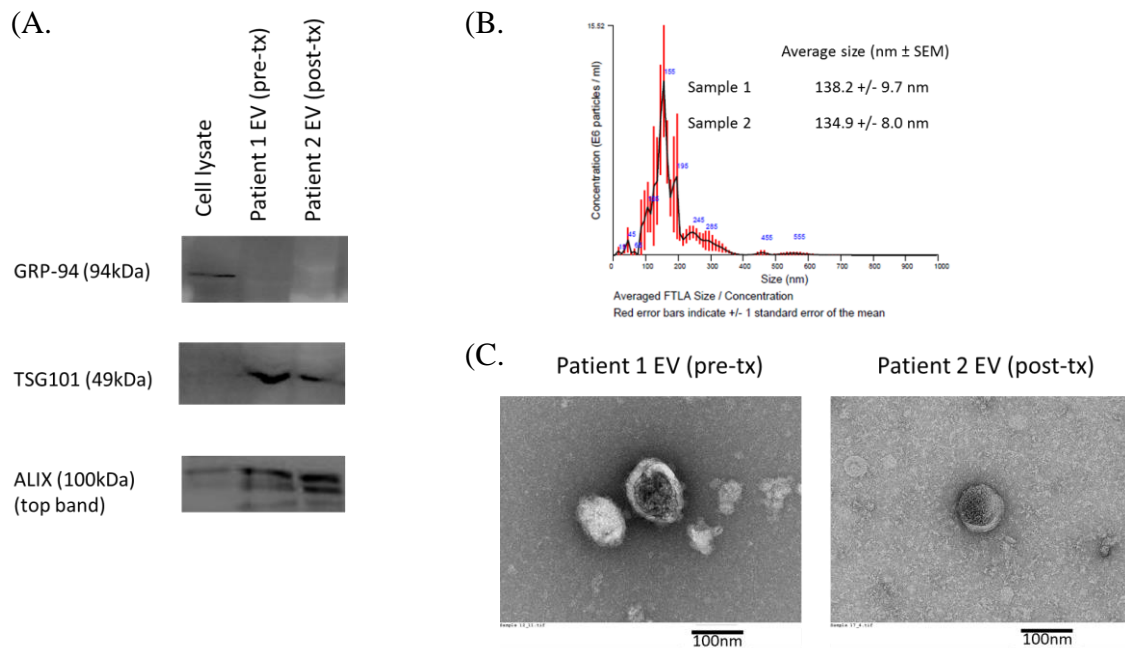 (A.
Cell lysate
Patient 1 EV (pre-tx)
Patient 2 EV (post-tx)
GRP-94 (94kDa)
TSG101 (49kDa)
ALIX (100kDa)
(top band)
(B.
15.52
Concentration (E6 particles / ml)
45
155
195
245
285
455
555
0
100
200
300
400
500
600
700
800
900
1000
Size (nm)
Average size (nm ± SEM)
Sample 1 138.2 +/- 9.7 nm
Sample 2 134.9 +/- 8.0 nm
Averaged FTLA Size / Concentration
Red error bars indicate +/- 1 standard error of the mean
(C.
Patient 1 EV (pre-tx)
Patient 2 EV (post-tx)
100nm
100nm